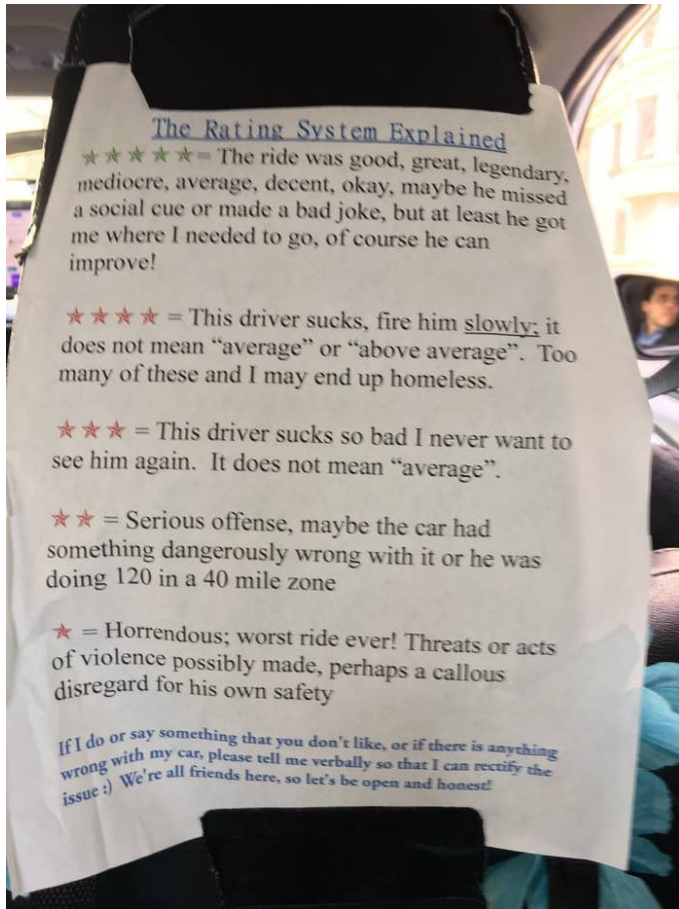 The Rating System Explained
★★★★★= The ride was good, great, legendary,
mediocre, average, decent, okay, maybe he missed
a social cue or made a bad joke, but at least he got
me where I needed to go, of course he can
improve!
★★★★ = This driver sucks, fire him slowly; it
does not mean “average” or “above average”. Too
many of these and I may end up homeless.
★★★ = This driver sucks so bad I never want to
see him again. It does not mean “average”.
★★ = Serious offense, maybe the car had
something dangerously wrong with it or he was
doing 120 in a 40 mile zone
★ = Horrendous; worst ride ever! Threats or acts
of violence possibly made, perhaps a callous
disregard for his own safety
If I do or say something that you don't like, or if there is anything
wrong with my car, please tell me verbally so that I can rectify the
issue :) We're all friends here, so let's be open and honest!